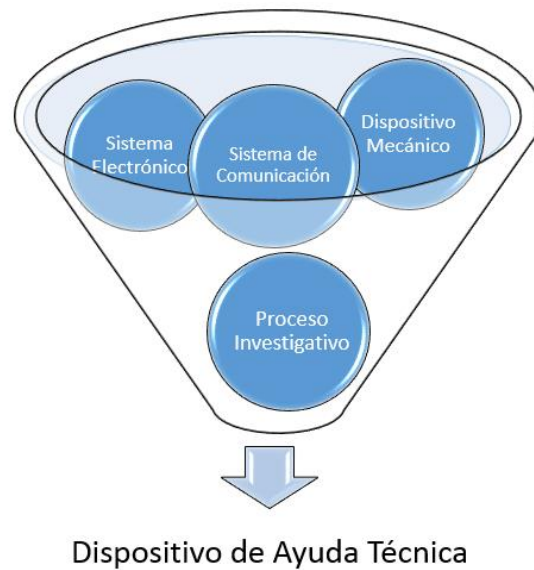 Sistema
Electrónico
Sistema de
Comunicación
Dispositivo
Mecánico
Proceso
Investigativo
Dispositivo de Ayuda Técnica